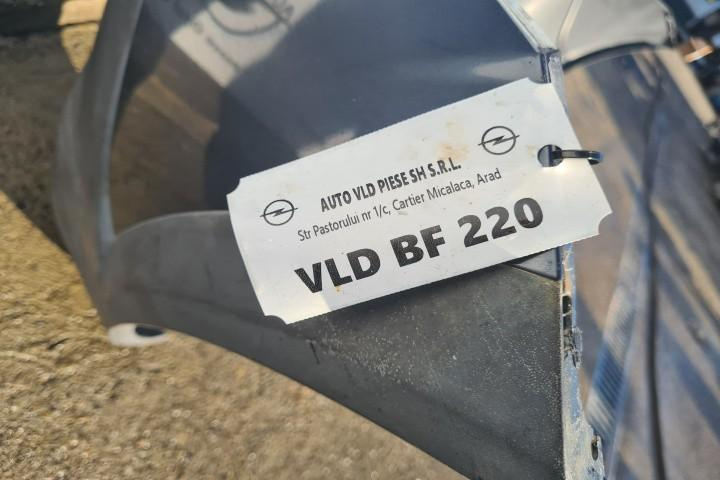 AUTO VLD PIESE SH S.R.L.
Str Pastorului nr 1/c, Cartier Micalaca, Arad
VLD BF 220